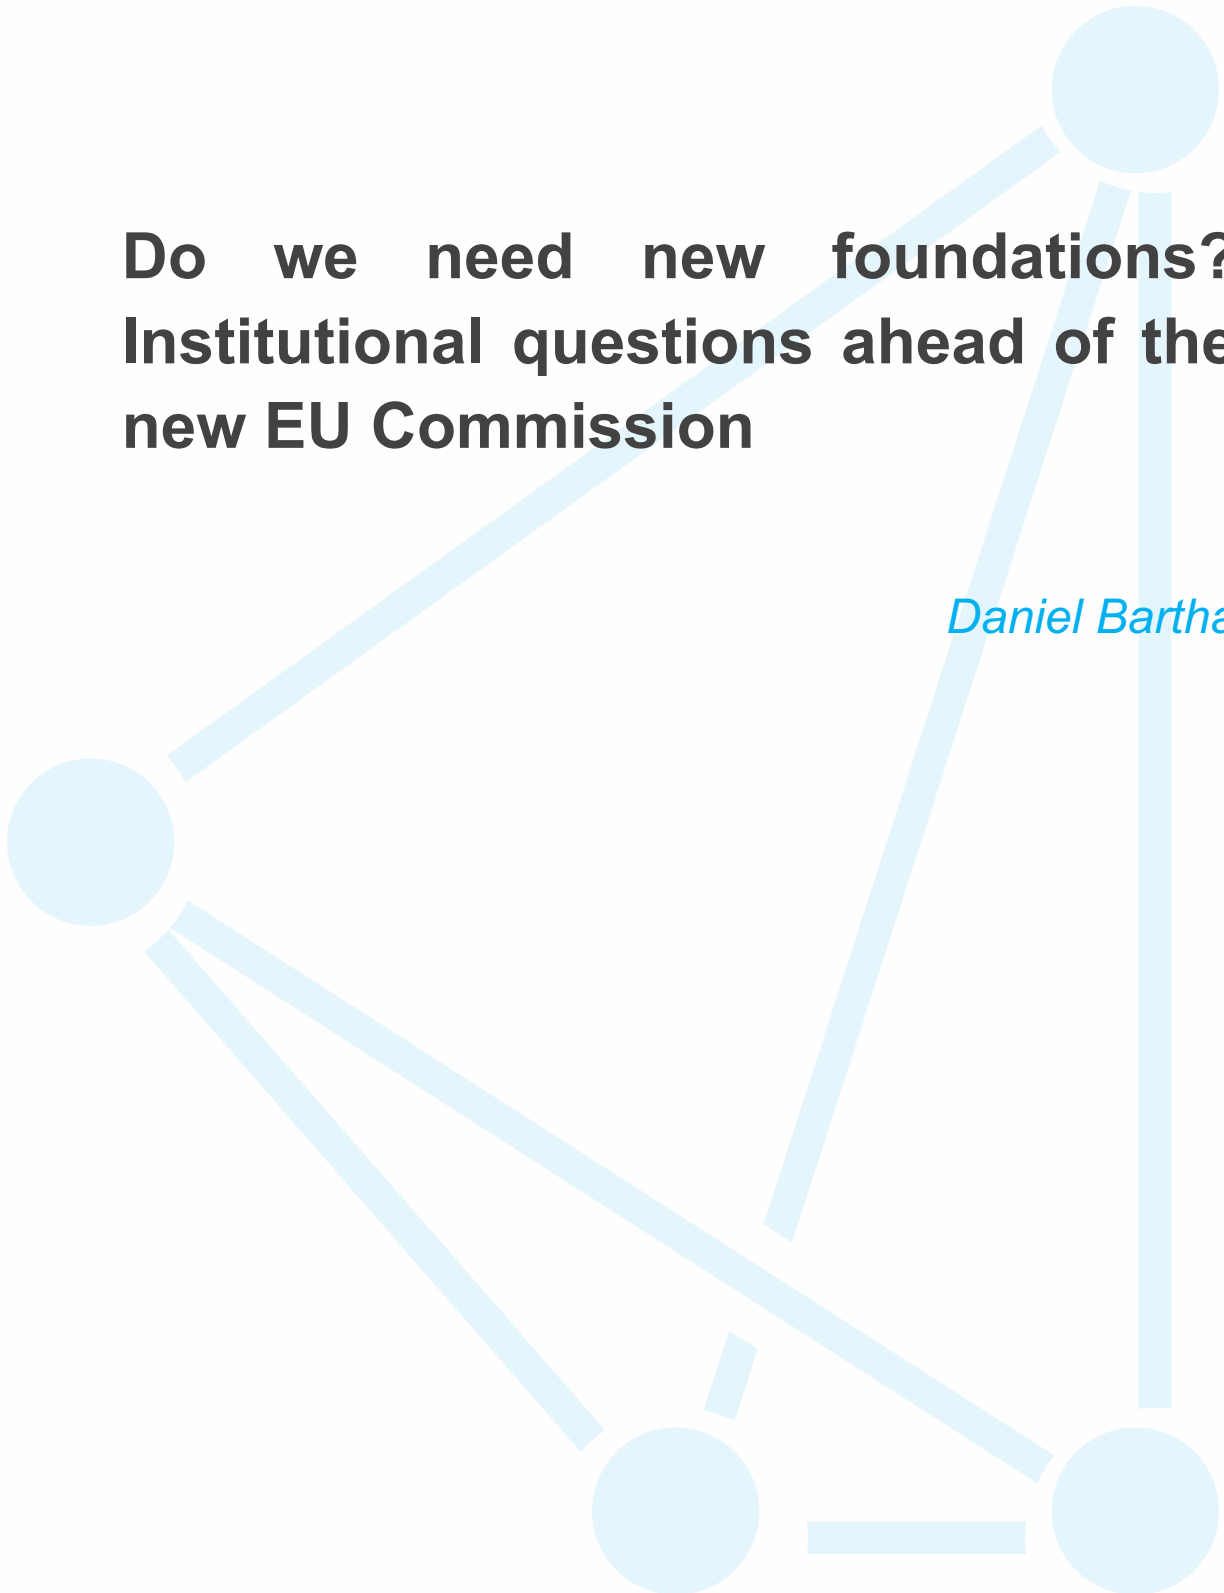 Do we need new foundations?
Institutional questions ahead of the
new EU Commission
Daniel Bartha